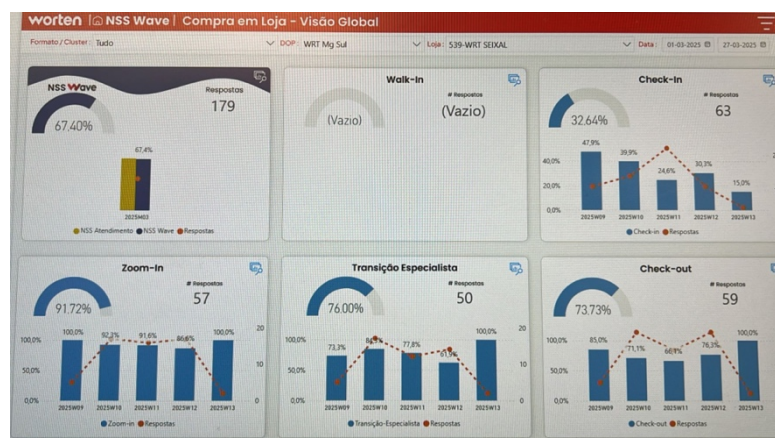 worten NSS Wave | Compra em Loja - Visão Global
Formato/Cluster: Tudo DOP: WRT Mg Sul Loja: 539-WRT SEIXAL Data: 01-03-2025 27-03-2025
NSS Wave
Respostas
179
67.40%
67,4%
2025W03
NSS Atendimento NSS Wave Respostas
Walk-In
# Respostas
(Vazio)
(Vazio)
Check-In
# Respostas
63
32.64%
47,9% 39,9% 24,6% 30,3% 15,0%
40,0%
20,0%
0,0%
2025W09 2025W10 2025W11 2025W12 2025W13
Check-in Respostas
Zoom-In
# Respostas
57
91.72%
100,0% 92,3% 91,6% 86,6% 100,0%
100,0%
50,0%
0,0%
20
10
0
2025W09 2025W10 2025W11 2025W12 2025W13
Zoom-in Respostas
Transição Especialista
# Respostas
50
76.00%
73,3% 77,8% 100,0%
100,0%
50,0%
0,0%
20
10
0
2025W09 2025W10 2025W11 2025W12 2025W13
Transição-Especialista Respostas
Check-out
# Respostas
59
73.73%
85,0% 71,1% 76,3% 100,0%
100,0%
50,0%
0,0%
2025W09 2025W10 2025W11 2025W12 2025W13
Check-out Respostas